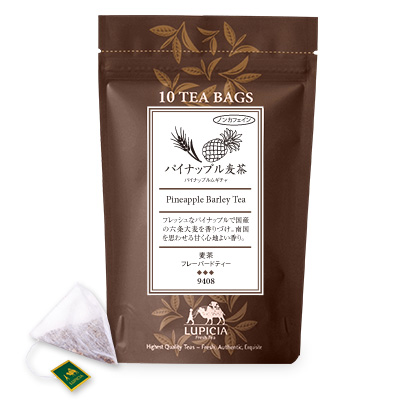 10 TEA BAGS
ノンカフェイン
パイナップル麦茶
パイナップルムギチャ
Pineapple Barley Tea
フレッシュなパイナップルで国産
の六条大麦を香りづけ。南国
を思わせる甘く心地よい香り。
麦茶
フレーバードティー
9408
LUPICIA
Fresh Tea
Highest Quality Teas – Fresh, Authentic, Exquisite